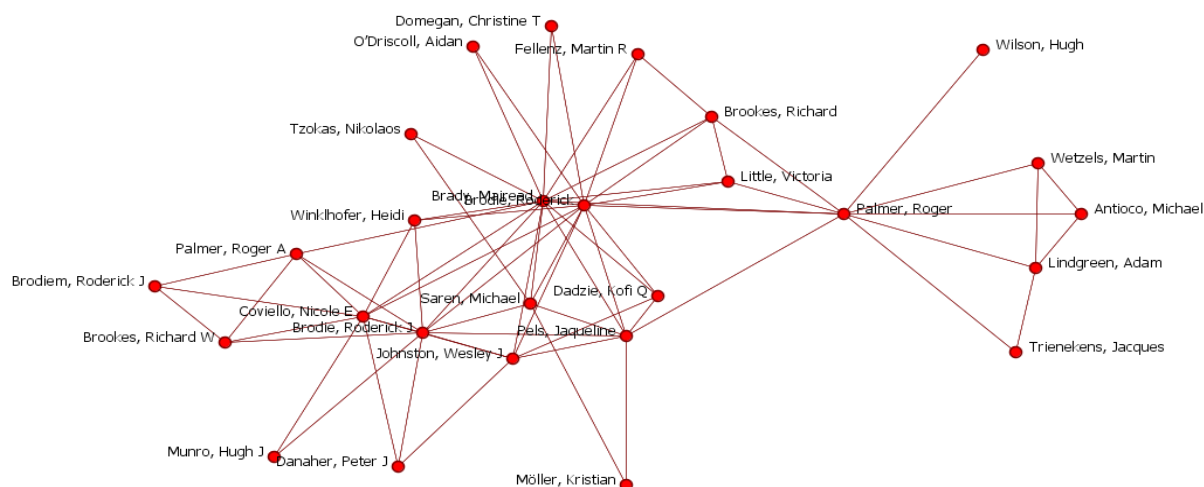 Domegan, Christine T
O'Driscoll, Aidan
Fellenz, Martin R
Wilson, Hugh
Brookes, Richard
Tzokas, Nikolaos
Wetzels, Martin
Little, Victoria
Brady, Mairead
Brodie, Roderick
Winklhofer, Heidi
Palmer, Roger
Antioco, Michael
Palmer, Roger A
Lindgreen, Adam
Brodiem, Roderick J
Saren, Michael
Dadzie, Kofi Q
Coviello, Nicole E
Brodie, Roderick J
Pels, Jaqueline
Brookes, Richard W
Johnston, Wesley J
Trienekens, Jacques
Munro, Hugh J
Danaher, Peter J
Möller, Kristian